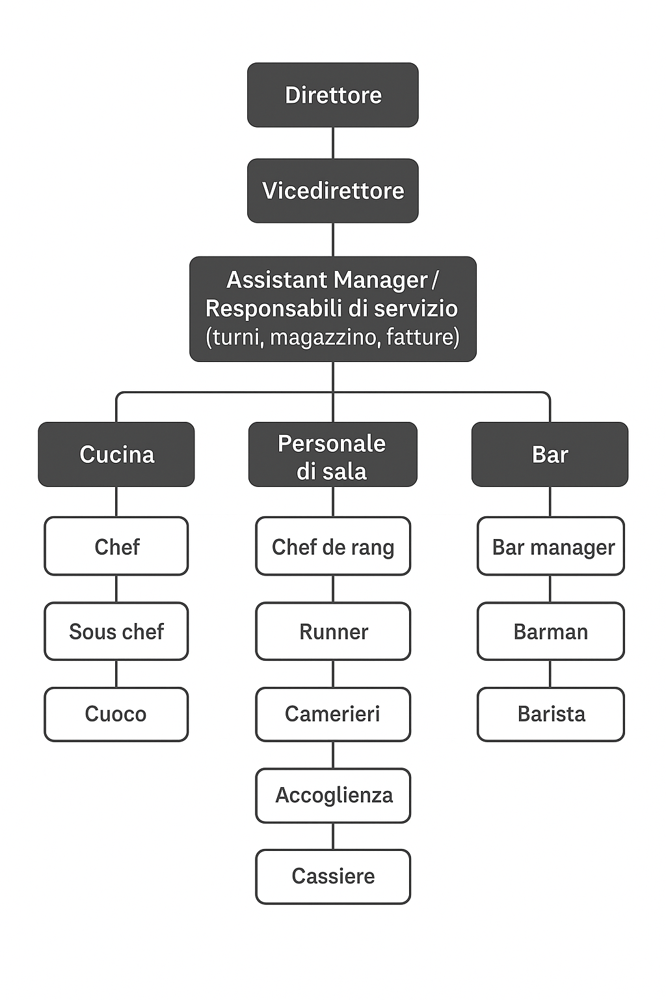 Direttore
Vicedirettore
Assistant Manager /
Responsabili di servizio
(turni, magazzino, fatture)
Cucina
Personale
di sala
Bar
Chef
Chef de rang
Bar manager
Sous chef
Runner
Barman
Cuoco
Camerieri
Barista
Accoglienza
Cassiere